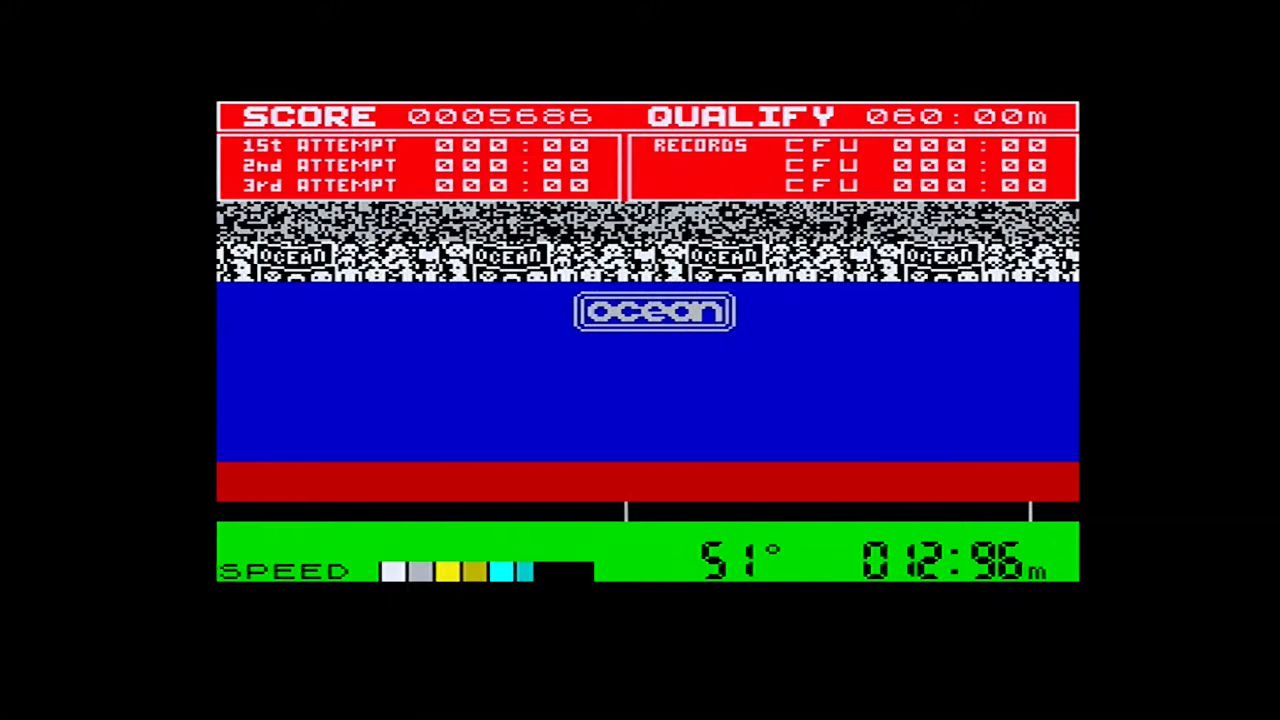 SCORE 0005686 QUALIFY 060:00m
1st ATTEMPT 000:00 RECORDS CFU 000:00
2nd ATTEMPT 000:00 CFU 000:00
3rd ATTEMPT 000:00 CFU 000:00
OCEAN OCEAN OCEAN OCEAN
ocean
SPEED 51° 012:96m